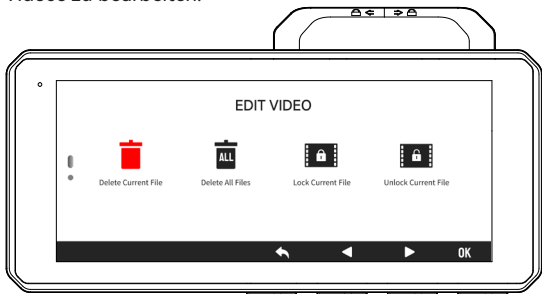 Videos zu bearbeiten.
EDIT VIDEO
ALL
Delete Current File
Delete All Files
Lock Current File
Unlock Current File
OK